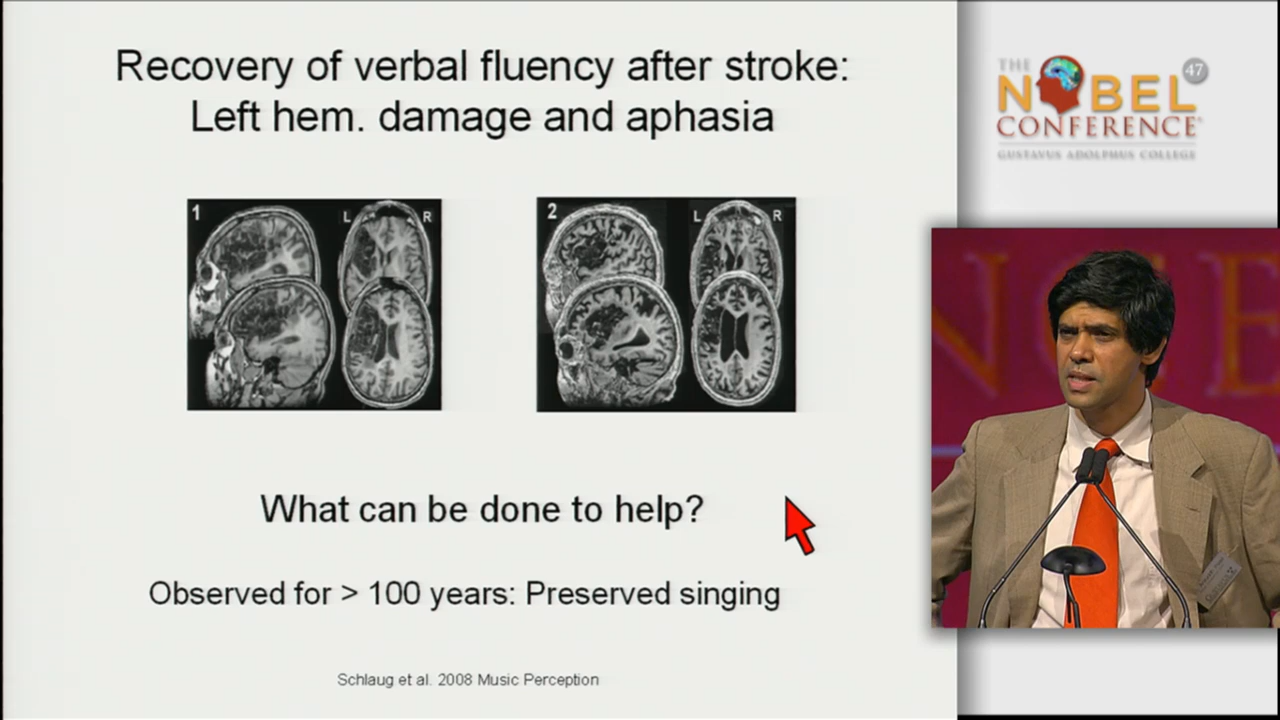 Recovery of verbal fluency after stroke:
Left hem. damage and aphasia
1
L
R
2
L
R
What can be done to help?
Observed for > 100 years: Preserved singing
Schlaug et al. 2008 Music Perception
THE
NOBEL
47
CONFERENCE
GUSTAVUS ADOLPHUS COLLEGE